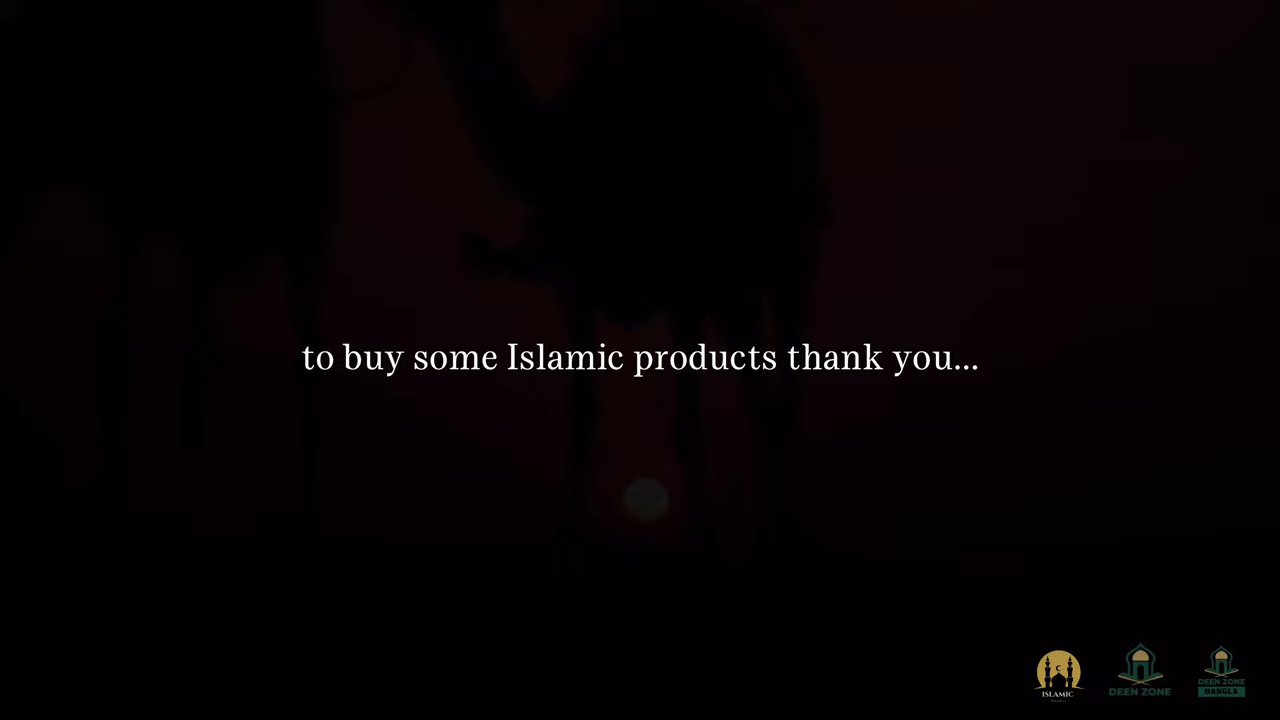 to buy some Islamic products thank you...
ISLAMIC
DEEN ZONE
DEEN ZONE
BANGLA